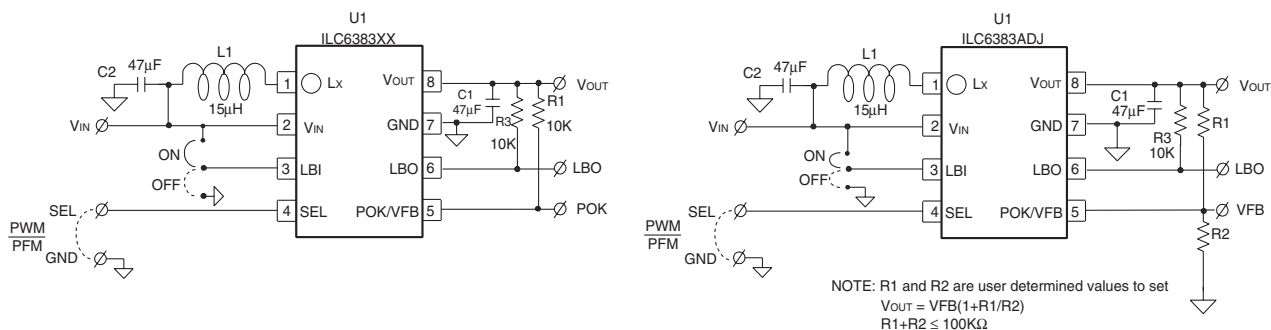 U1
ILC6383XX
C2
47µF
L1
15µH
1
LX
VIN
2
VIN
ON
3
LBI
OFF
SEL
4
SEL
PWM
PFM
GND
VOUT
8
VOUT
C1
47µF
GND
7
R3
10K
R1
10K
LBO
6
LBO
POK/VFB
5
POK
U1
ILC6383ADJ
C2
47µF
L1
15µH
1
LX
VIN
2
VIN
ON
3
LBI
OFF
SEL
4
SEL
PWM
PFM
GND
VOUT
8
VOUT
C1
47µF
GND
7
R3
10K
R1
LBO
6
LBO
POK/VFB
5
VFB
R2
NOTE: R1 and R2 are user determined values to set
VOUT = VFB(1+R1/R2)
R1+R2 ≤ 100KΩ